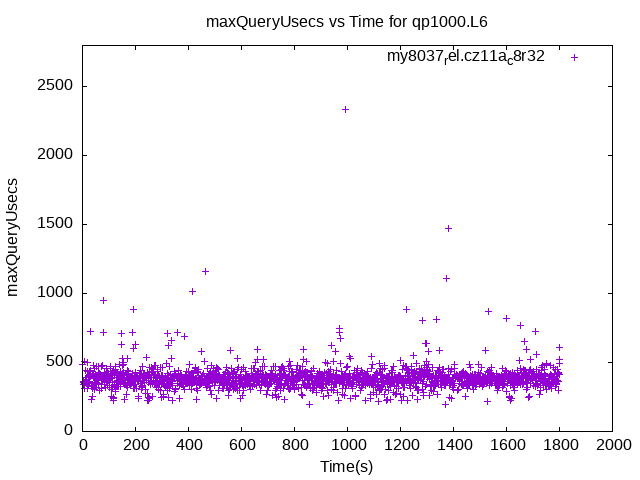 maxQueryUsecs vs Time for qp1000.L6
my8037rel.cz11ac8r32
2500
2000
1500
1000
500
0
maxQueryUsecs
0 200 400 600 800 1000 1200 1400 1600 1800 2000
Time(s)